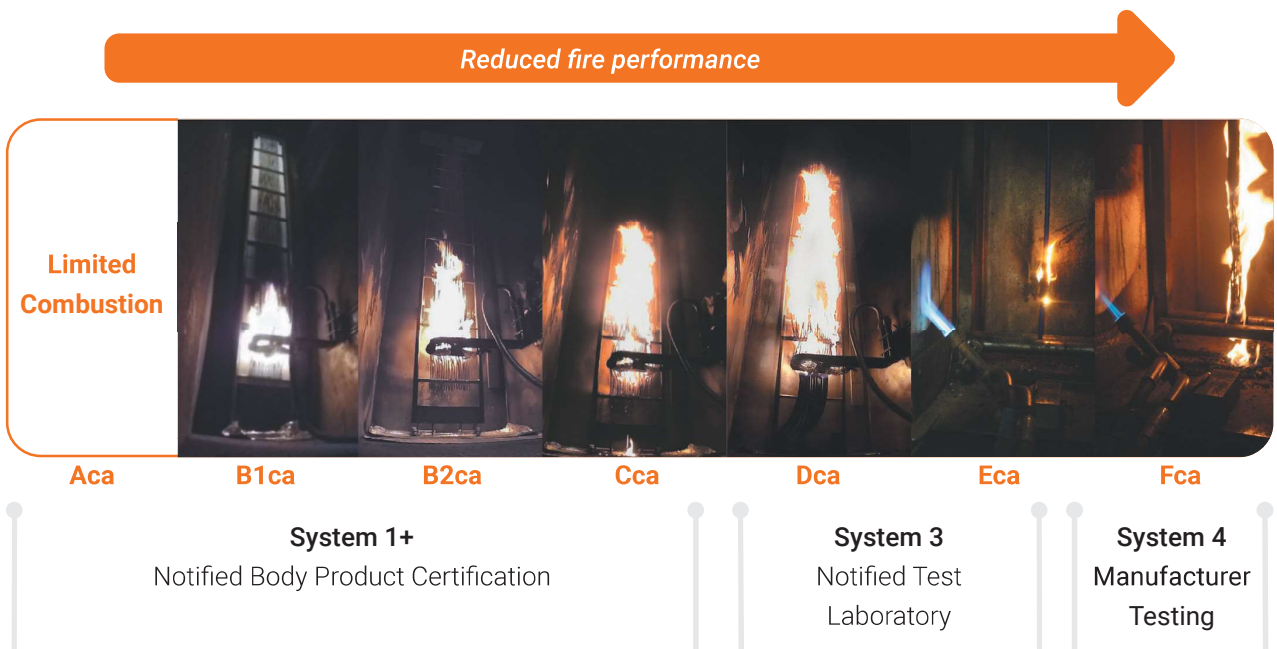 Reduced fire performance
Limited
Combustion
Aca
B1ca
B2ca
Cca
Dca
Eca
Fca
System 1+
Notified Body Product Certification
System 3
Notified Test
Laboratory
System 4
Manufacturer
Testing